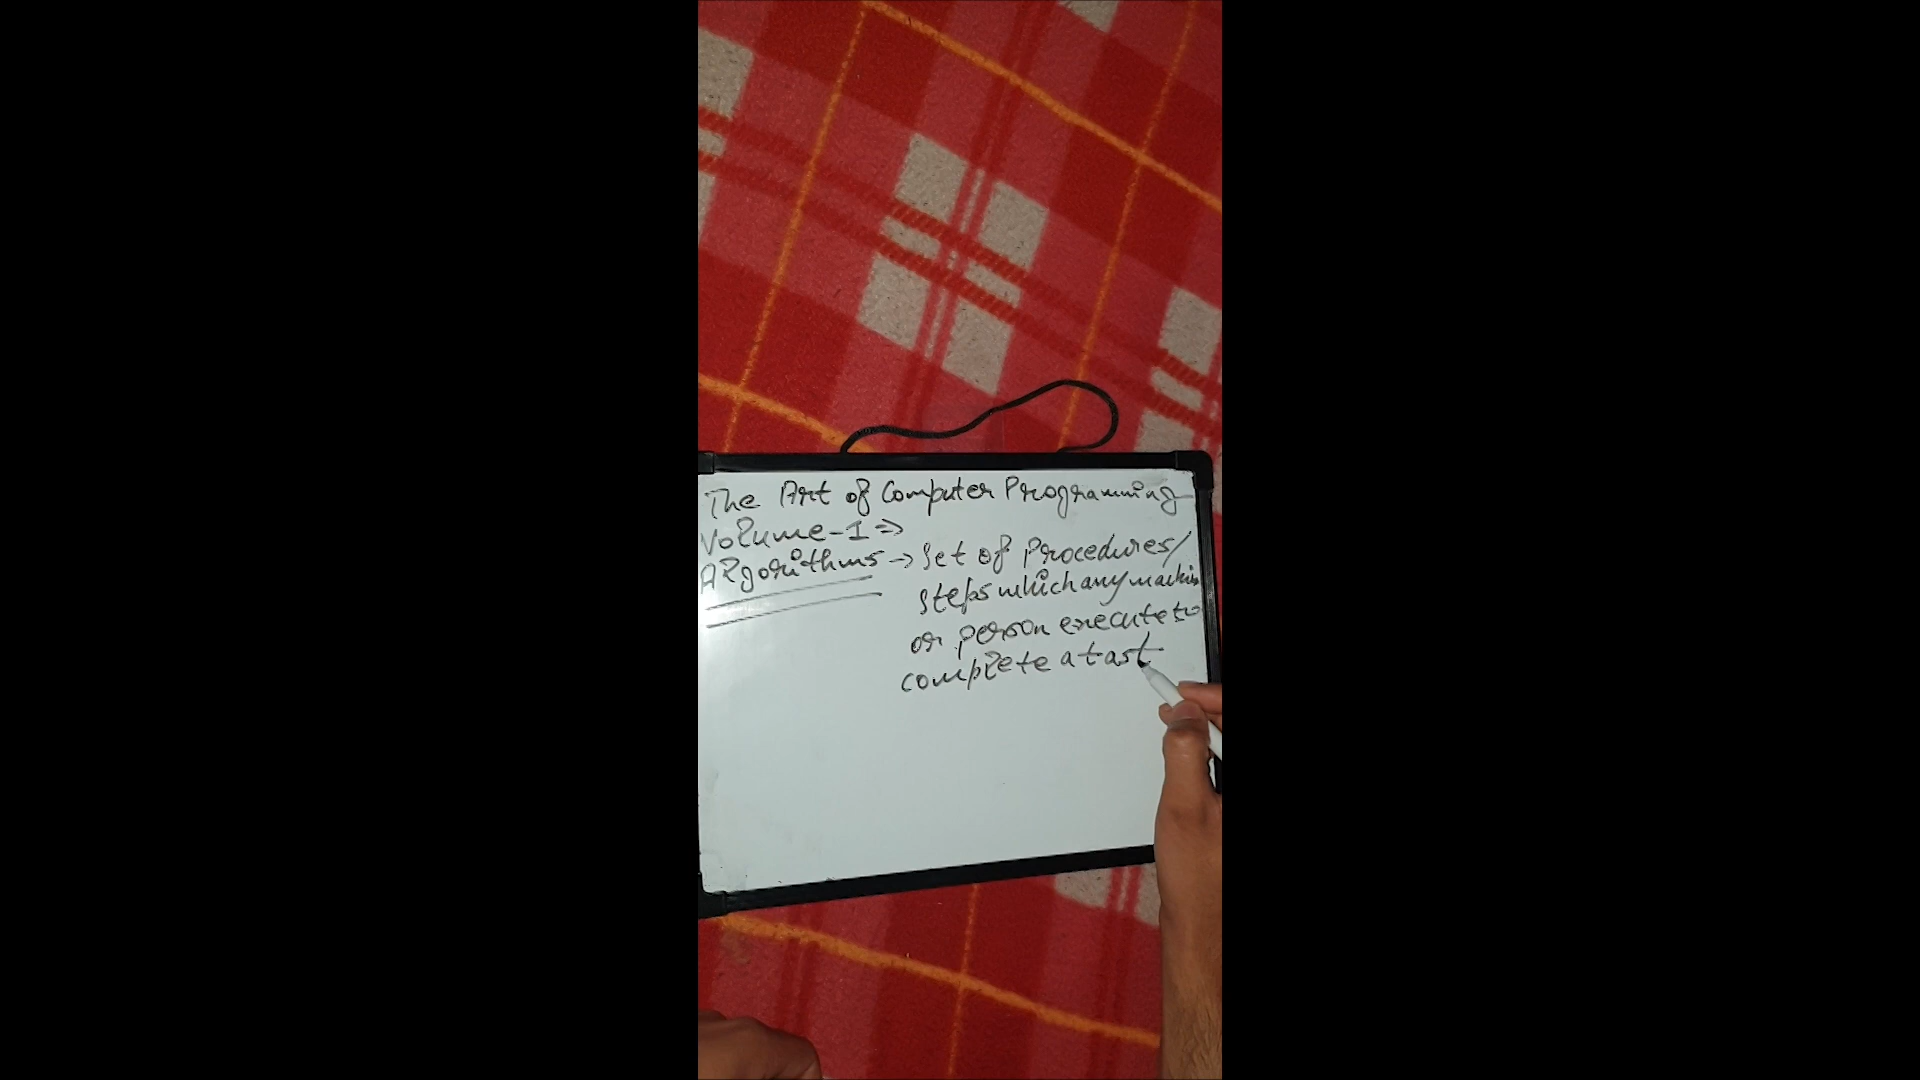 The Art of Computer Programming
Volume-1 =>
Algorithms -> Set of Procedures/
steps which any machine
or person execute to
complete a task